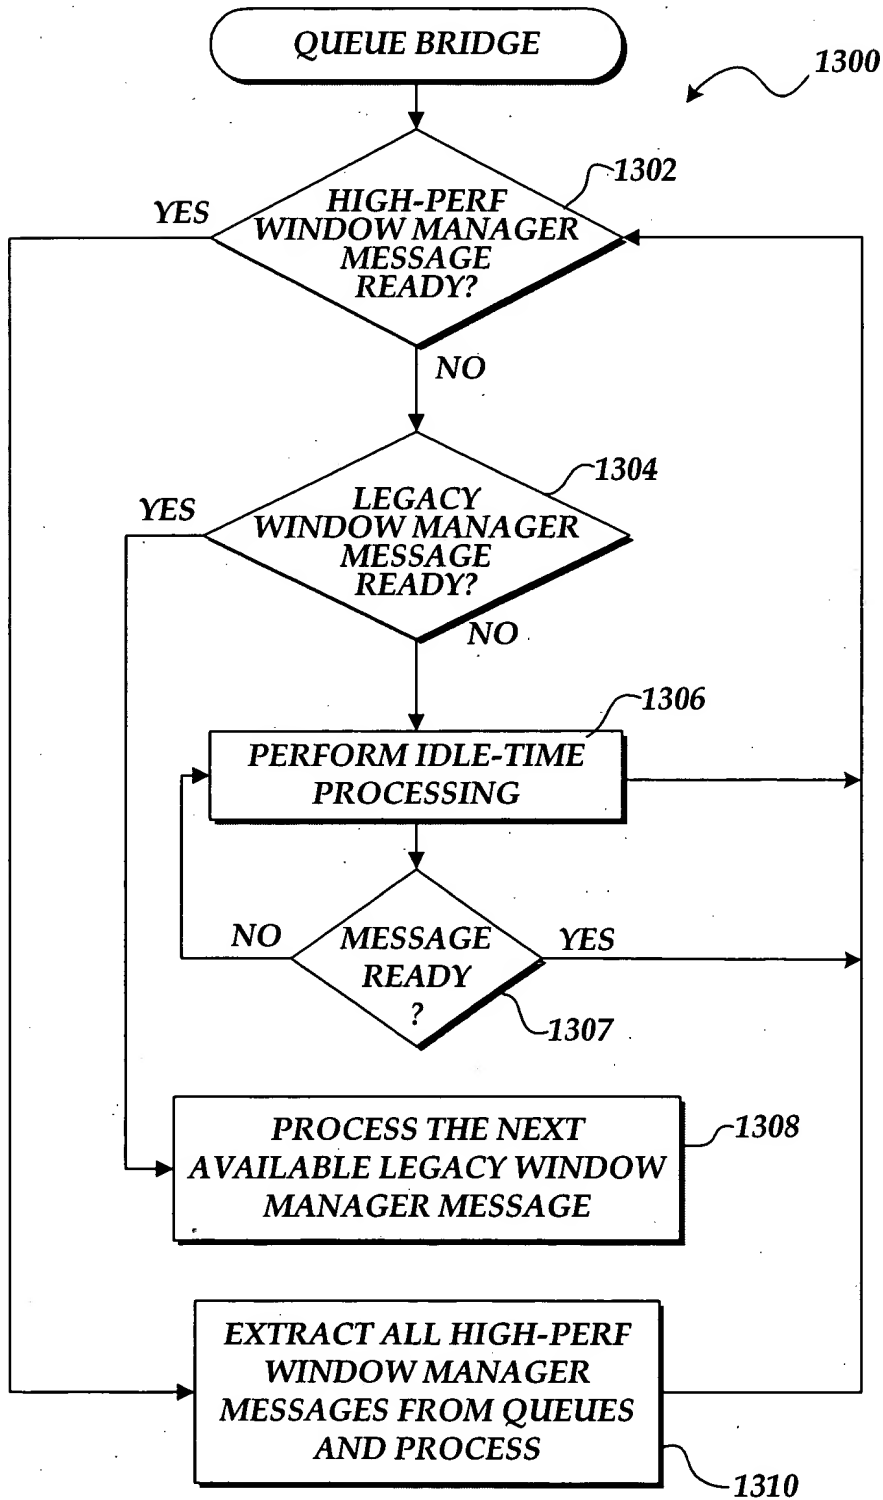 QUEUE BRIDGE
1300
1302
YES
HIGH-PERF
WINDOW MANAGER
MESSAGE
READY?
NO
1304
YES
LEGACY
WINDOW MANAGER
MESSAGE
READY?
NO
1306
PERFORM IDLE-TIME
PROCESSING
NO
MESSAGE
READY
?
YES
1307
PROCESS THE NEXT
AVAILABLE LEGACY WINDOW
MANAGER MESSAGE
1308
EXTRACT ALL HIGH-PERF
WINDOW MANAGER
MESSAGES FROM QUEUES
AND PROCESS
1310